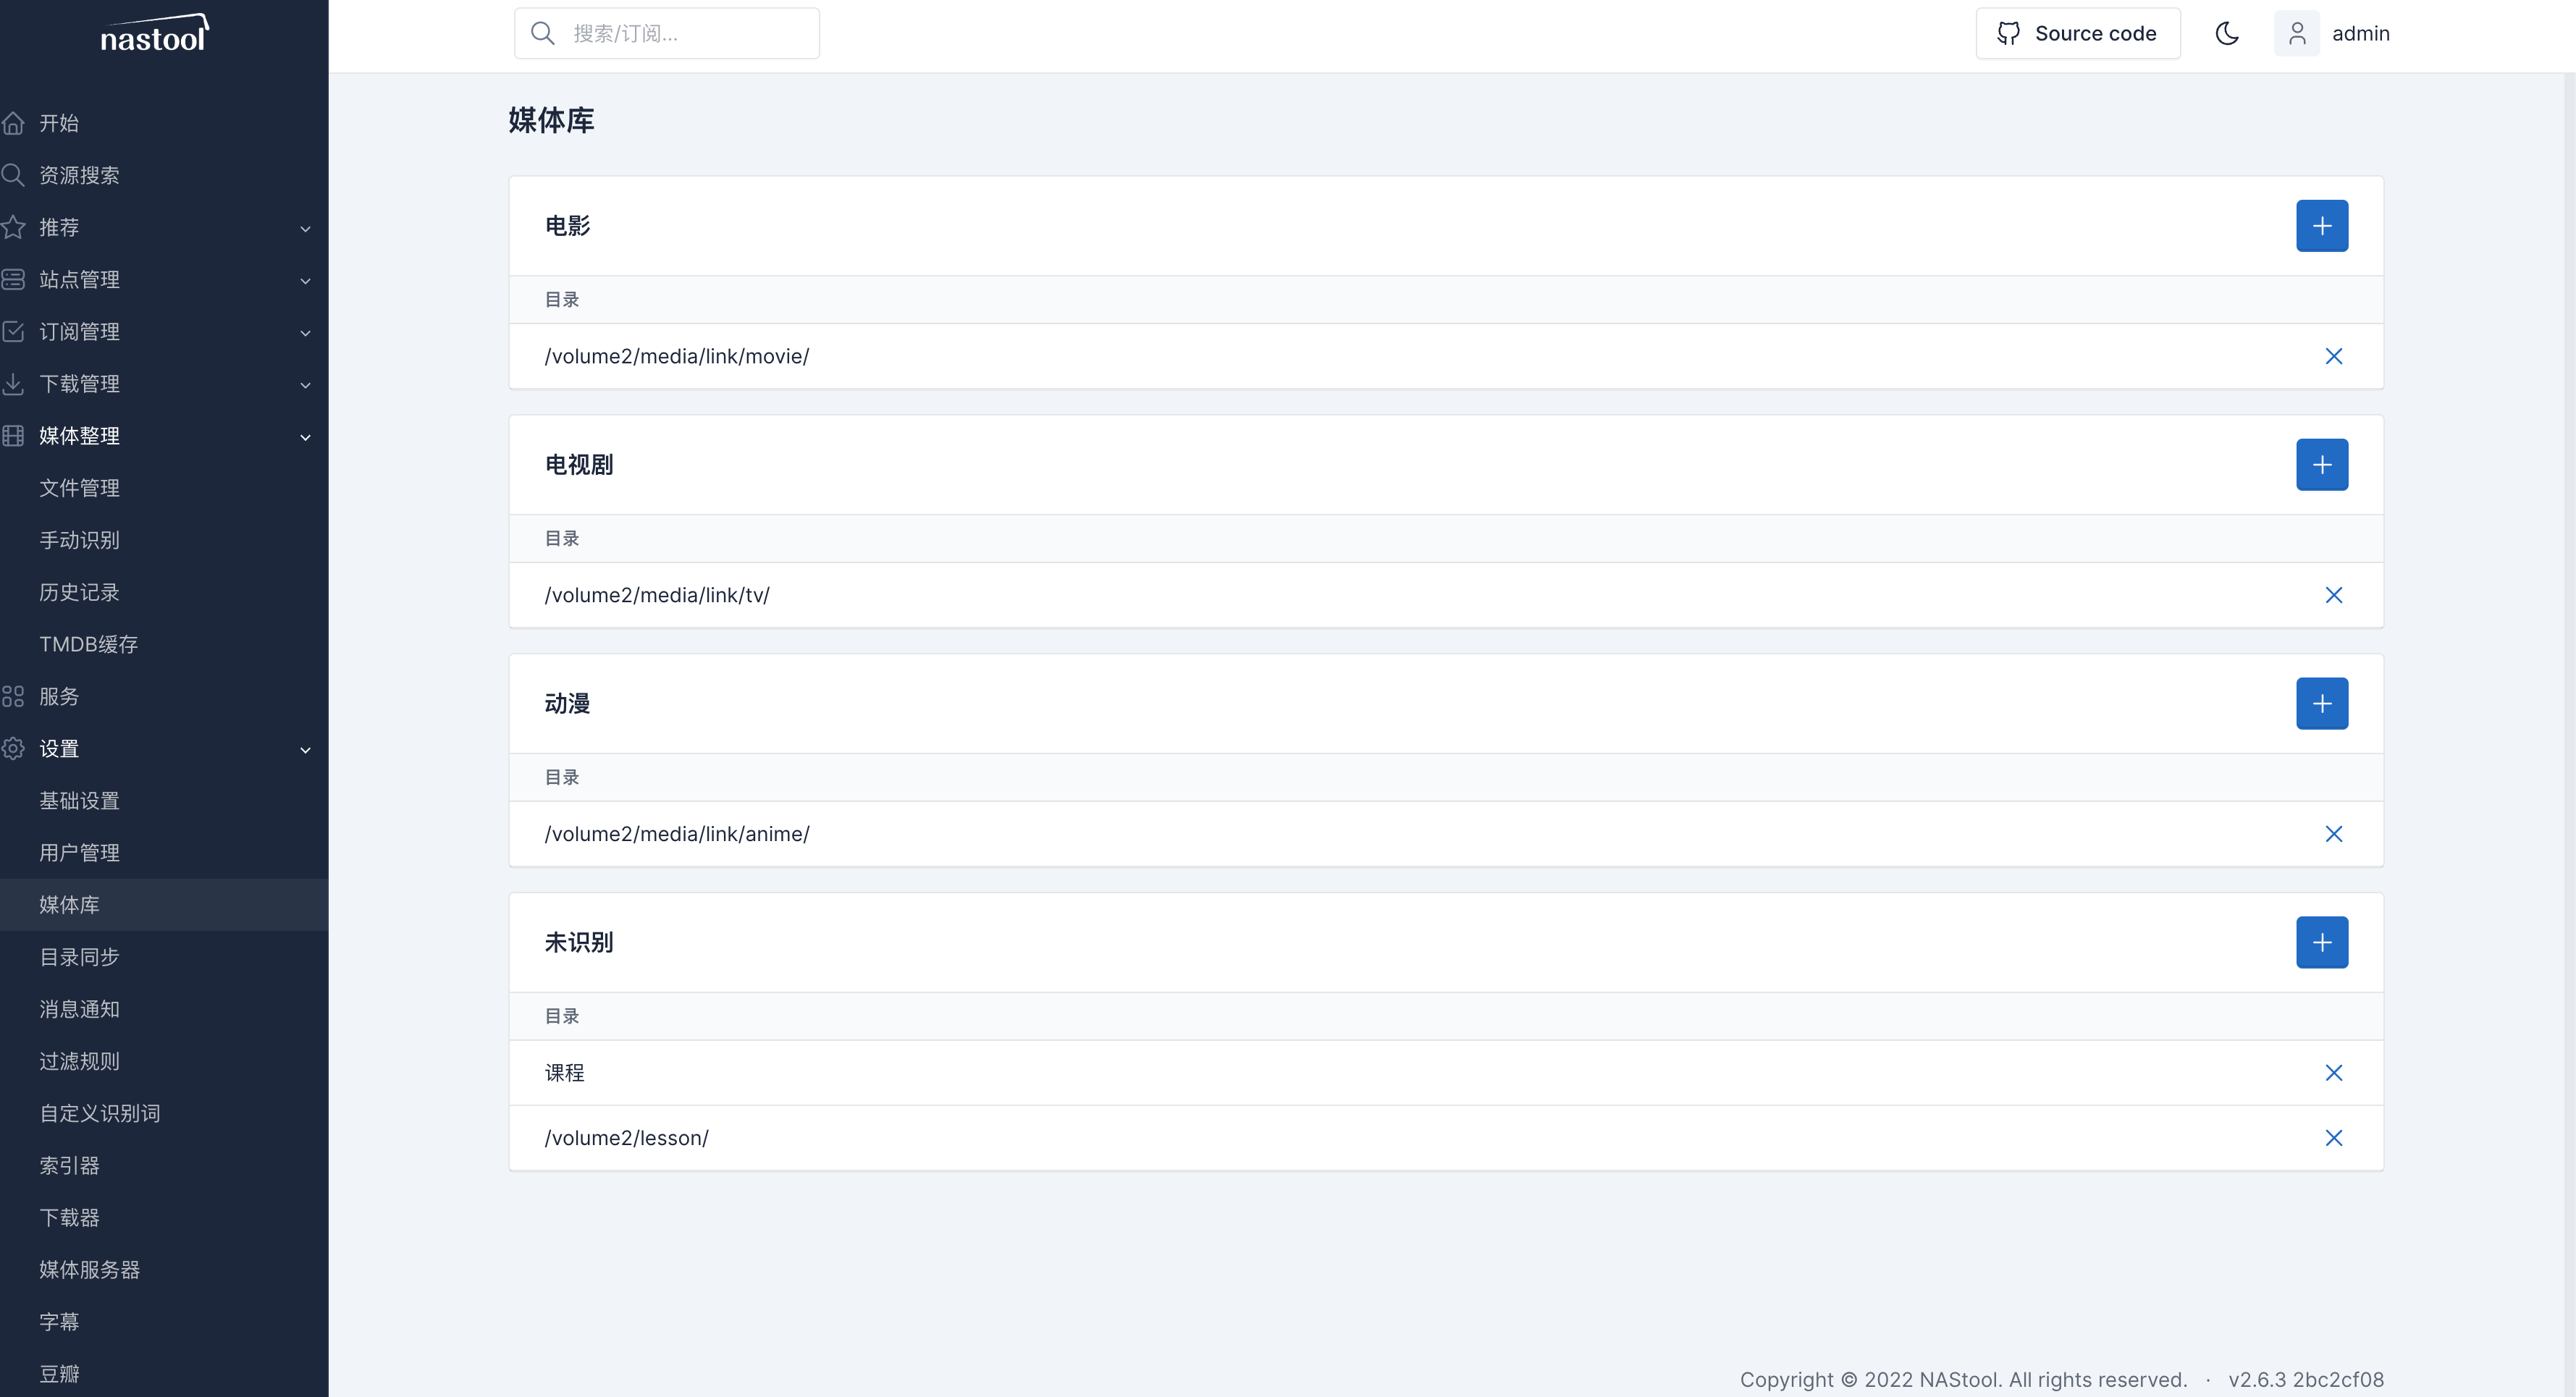 nastool
搜索/订阅...
Source code
admin
开始
资源搜索
推荐
站点管理
订阅管理
下载管理
媒体整理
文件管理
手动识别
历史记录
TMDB缓存
服务
设置
基础设置
用户管理
媒体库
目录同步
消息通知
过滤规则
自定义识别词
索引器
下载器
媒体服务器
字幕
豆瓣
媒体库
电影
目录
/volume2/media/link/movie/
电视剧
目录
/volume2/media/link/tv/
动漫
目录
/volume2/media/link/anime/
未识别
目录
课程
/volume2/lesson/
Copyright © 2022 NAStool. All rights reserved. · v2.6.3 2bc2cf08